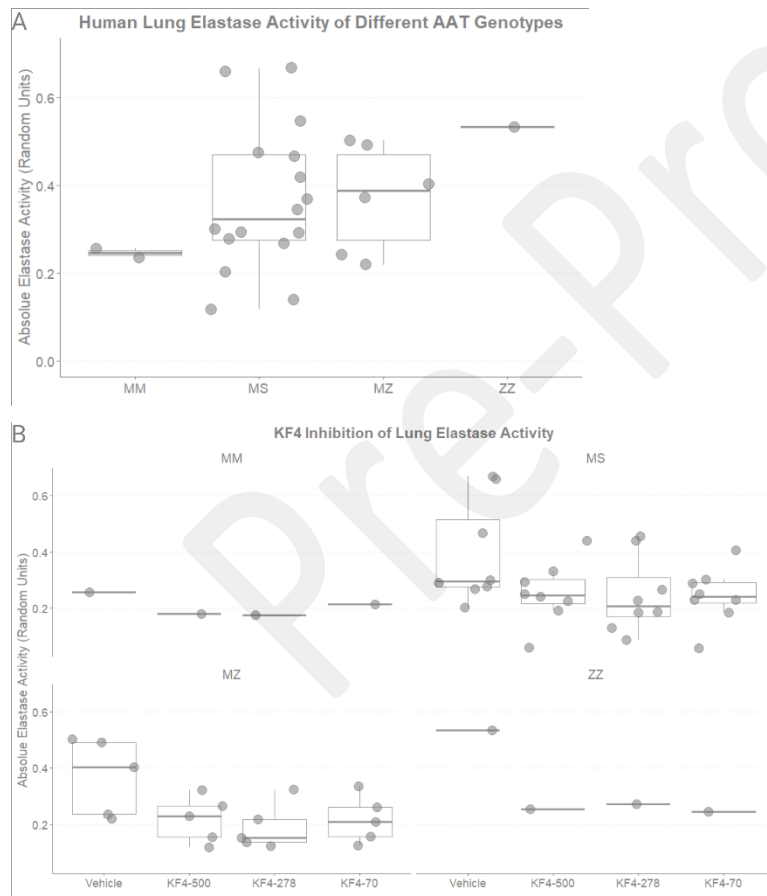 A
Human Lung Elastase Activity of Different AAT Genotypes
Absolue Elastase Activity (Random Units)
0.6
0.4
0.2
0.0
MM MS MZ ZZ
B
KF4 Inhibition of Lung Elastase Activity
Absolue Elastase Activity (Random Units)
MM MS
0.6
0.4
0.2
MZ ZZ
0.6
0.4
0.2
Vehicle KF4-500 KF4-278 KF4-70 Vehicle KF4-500 KF4-278 KF4-70
Pre-Pro